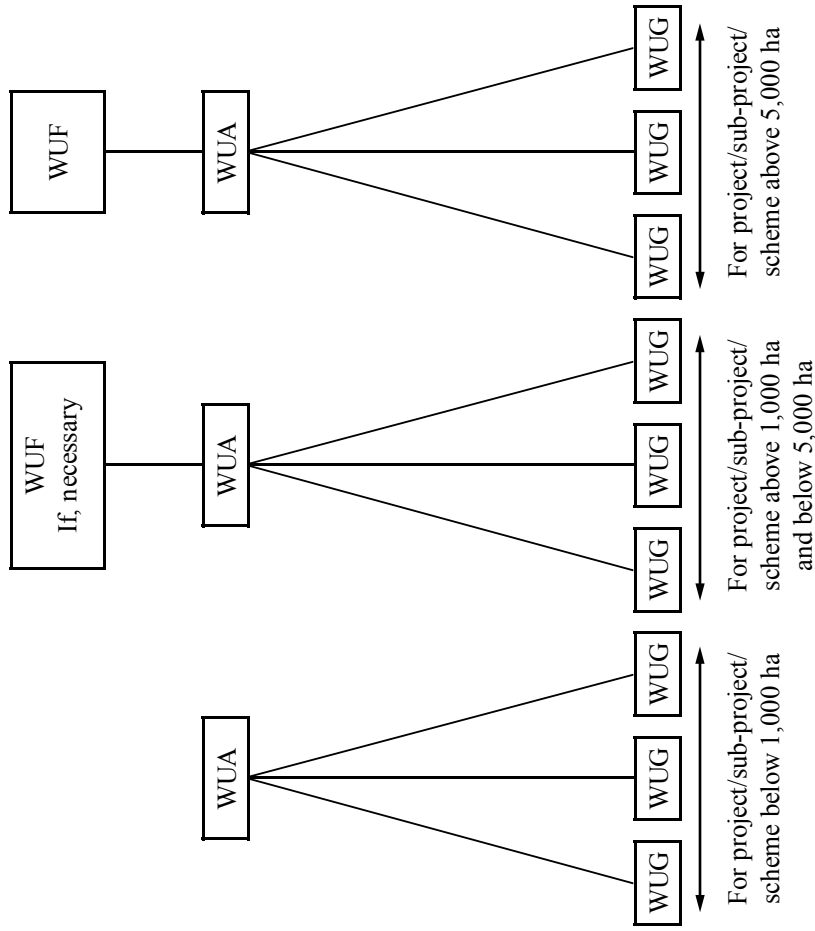 WUF
If, necessary
WUF
WUA
WUA
WUA
WUG
WUG
WUG
WUG
WUG
WUG
WUG
WUG
WUG
For project/sub-project/
scheme below 1,000 ha
For project/sub-project/
scheme above 1,000 ha
and below 5,000 ha
For project/sub-project/
scheme above 5,000 ha